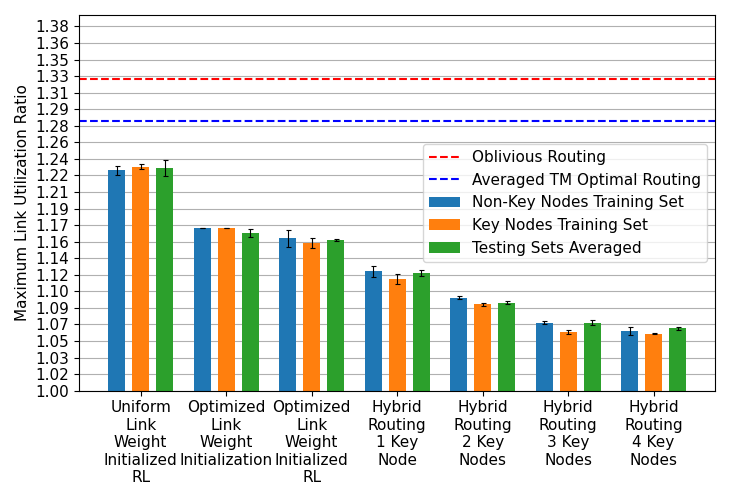 1.38
1.36
1.35
1.33
1.31
1.29
1.28
1.26
1.24
1.22
1.21
1.19
1.17
1.16
1.14
1.12
1.10
1.09
1.07
1.05
1.03
1.02
1.00
Maximum Link Utilization Ratio
Oblivious Routing
Averaged TM Optimal Routing
Non-Key Nodes Training Set
Key Nodes Training Set
Testing Sets Averaged
Uniform
Link
Weight
Initialized
RL
Optimized
Link
Weight
Initialization
Optimized
Link
Weight
Initialized
RL
Hybrid
Routing
1 Key
Node
Hybrid
Routing
2 Key
Nodes
Hybrid
Routing
3 Key
Nodes
Hybrid
Routing
4 Key
Nodes